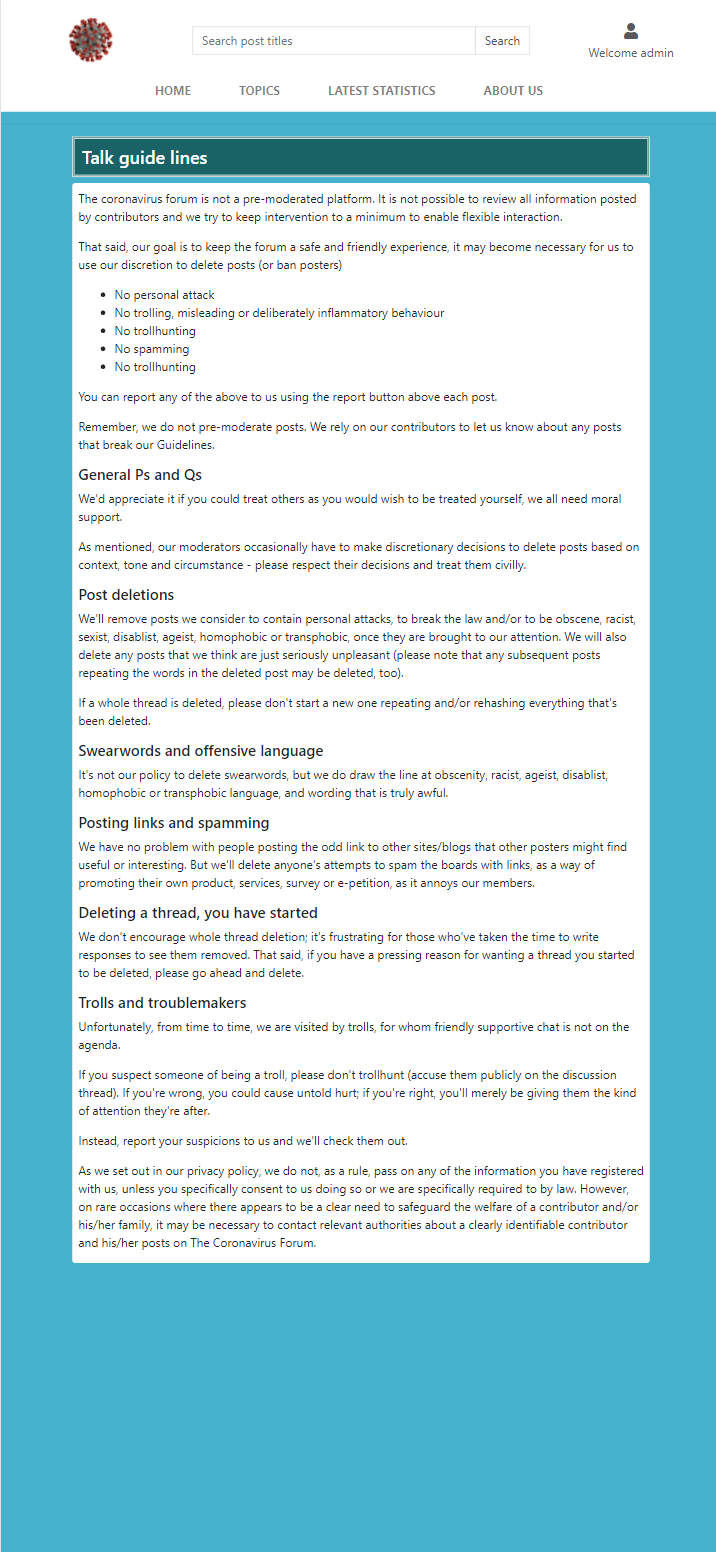 Search post titles
Search
Welcome admin
HOME
TOPICS
LATEST STATISTICS
ABOUT US
Talk guide lines
The coronavirus forum is not a pre-moderated platform. It is not possible to review all information posted
by contributors and we try to keep intervention to a minimum to enable flexible interaction.
That said, our goal is to keep the forum a safe and friendly experience, it may become necessary for us to
use our discretion to delete posts (or ban posters)
• No personal attack
• No trolling, misleading or deliberately inflammatory behaviour
• No trollhunting
• No spamming
• No trollhunting
You can report any of the above to us using the report button above each post.
Remember, we do not pre-moderate posts. We rely on our contributors to let us know about any posts
that break our Guidelines.
General Ps and Qs
We'd appreciate it if you could treat others as you would wish to be treated yourself, we all need moral
support.
As mentioned, our moderators occasionally have to make discretionary decisions to delete posts based on
context, tone and circumstance - please respect their decisions and treat them civilly.
Post deletions
We'll remove posts we consider to contain personal attacks, to break the law and/or to be obscene, racist,
sexist, disablist, ageist, homophobic or transphobic, once they are brought to our attention. We will also
delete any posts that we think are just seriously unpleasant (please note that any subsequent posts
repeating the words in the deleted post may be deleted, too).
If a whole thread is deleted, please don't start a new one repeating and/or rehashing everything that's
been deleted.
Swearwords and offensive language
It's not our policy to delete swearwords, but we do draw the line at obscenity, racist, ageist, disablist,
homophobic or transphobic language, and wording that is truly awful.
Posting links and spamming
We have no problem with people posting the odd link to other sites/blogs that other posters might find
useful or interesting. But we'll delete anyone's attempts to spam the boards with links, as a way of
promoting their own product, services, survey or e-petition, as it annoys our members.
Deleting a thread, you have started
We don't encourage whole thread deletion; it's frustrating for those who've taken the time to write
responses to see them removed. That said, if you have a pressing reason for wanting a thread you started
to be deleted, please go ahead and delete.
Trolls and troublemakers
Unfortunately, from time to time, we are visited by trolls, for whom friendly supportive chat is not on the
agenda.
If you suspect someone of being a troll, please don't trollhunt (accuse them publicly on the discussion
thread). If you're wrong, you could cause untold hurt; if you're right, you'll merely be giving them the kind
of attention they're after.
Instead, report your suspicions to us and we'll check them out.
As we set out in our privacy policy, we do not, as a rule, pass on any of the information you have registered
with us, unless you specifically consent to us doing so or we are specifically required to by law. However,
on rare occasions where there appears to be a clear need to safeguard the welfare of a contributor and/or
his/her family, it may be necessary to contact relevant authorities about a clearly identifiable contributor
and his/her posts on The Coronavirus Forum.